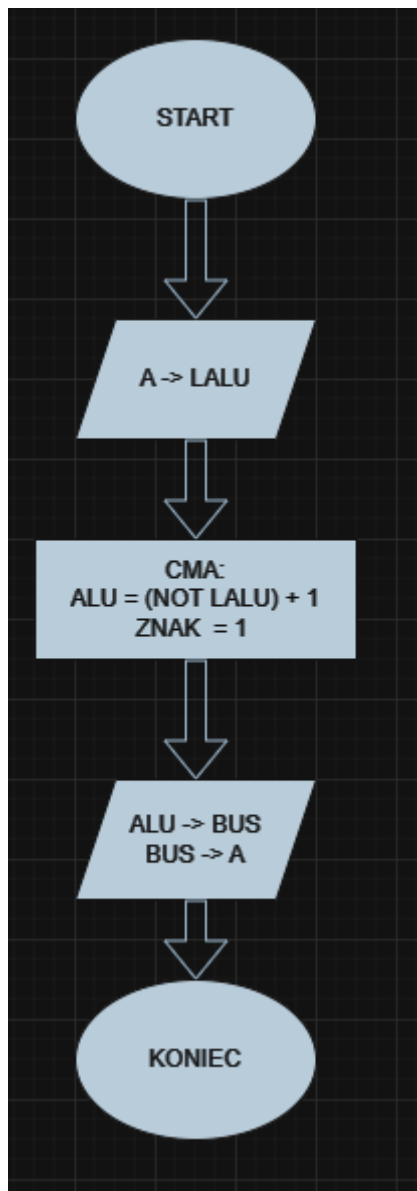 START
A -> LALU
CMA:
ALU = (NOT LALU) + 1
ZNAK = 1
ALU -> BUS
BUS -> A
KONIEC